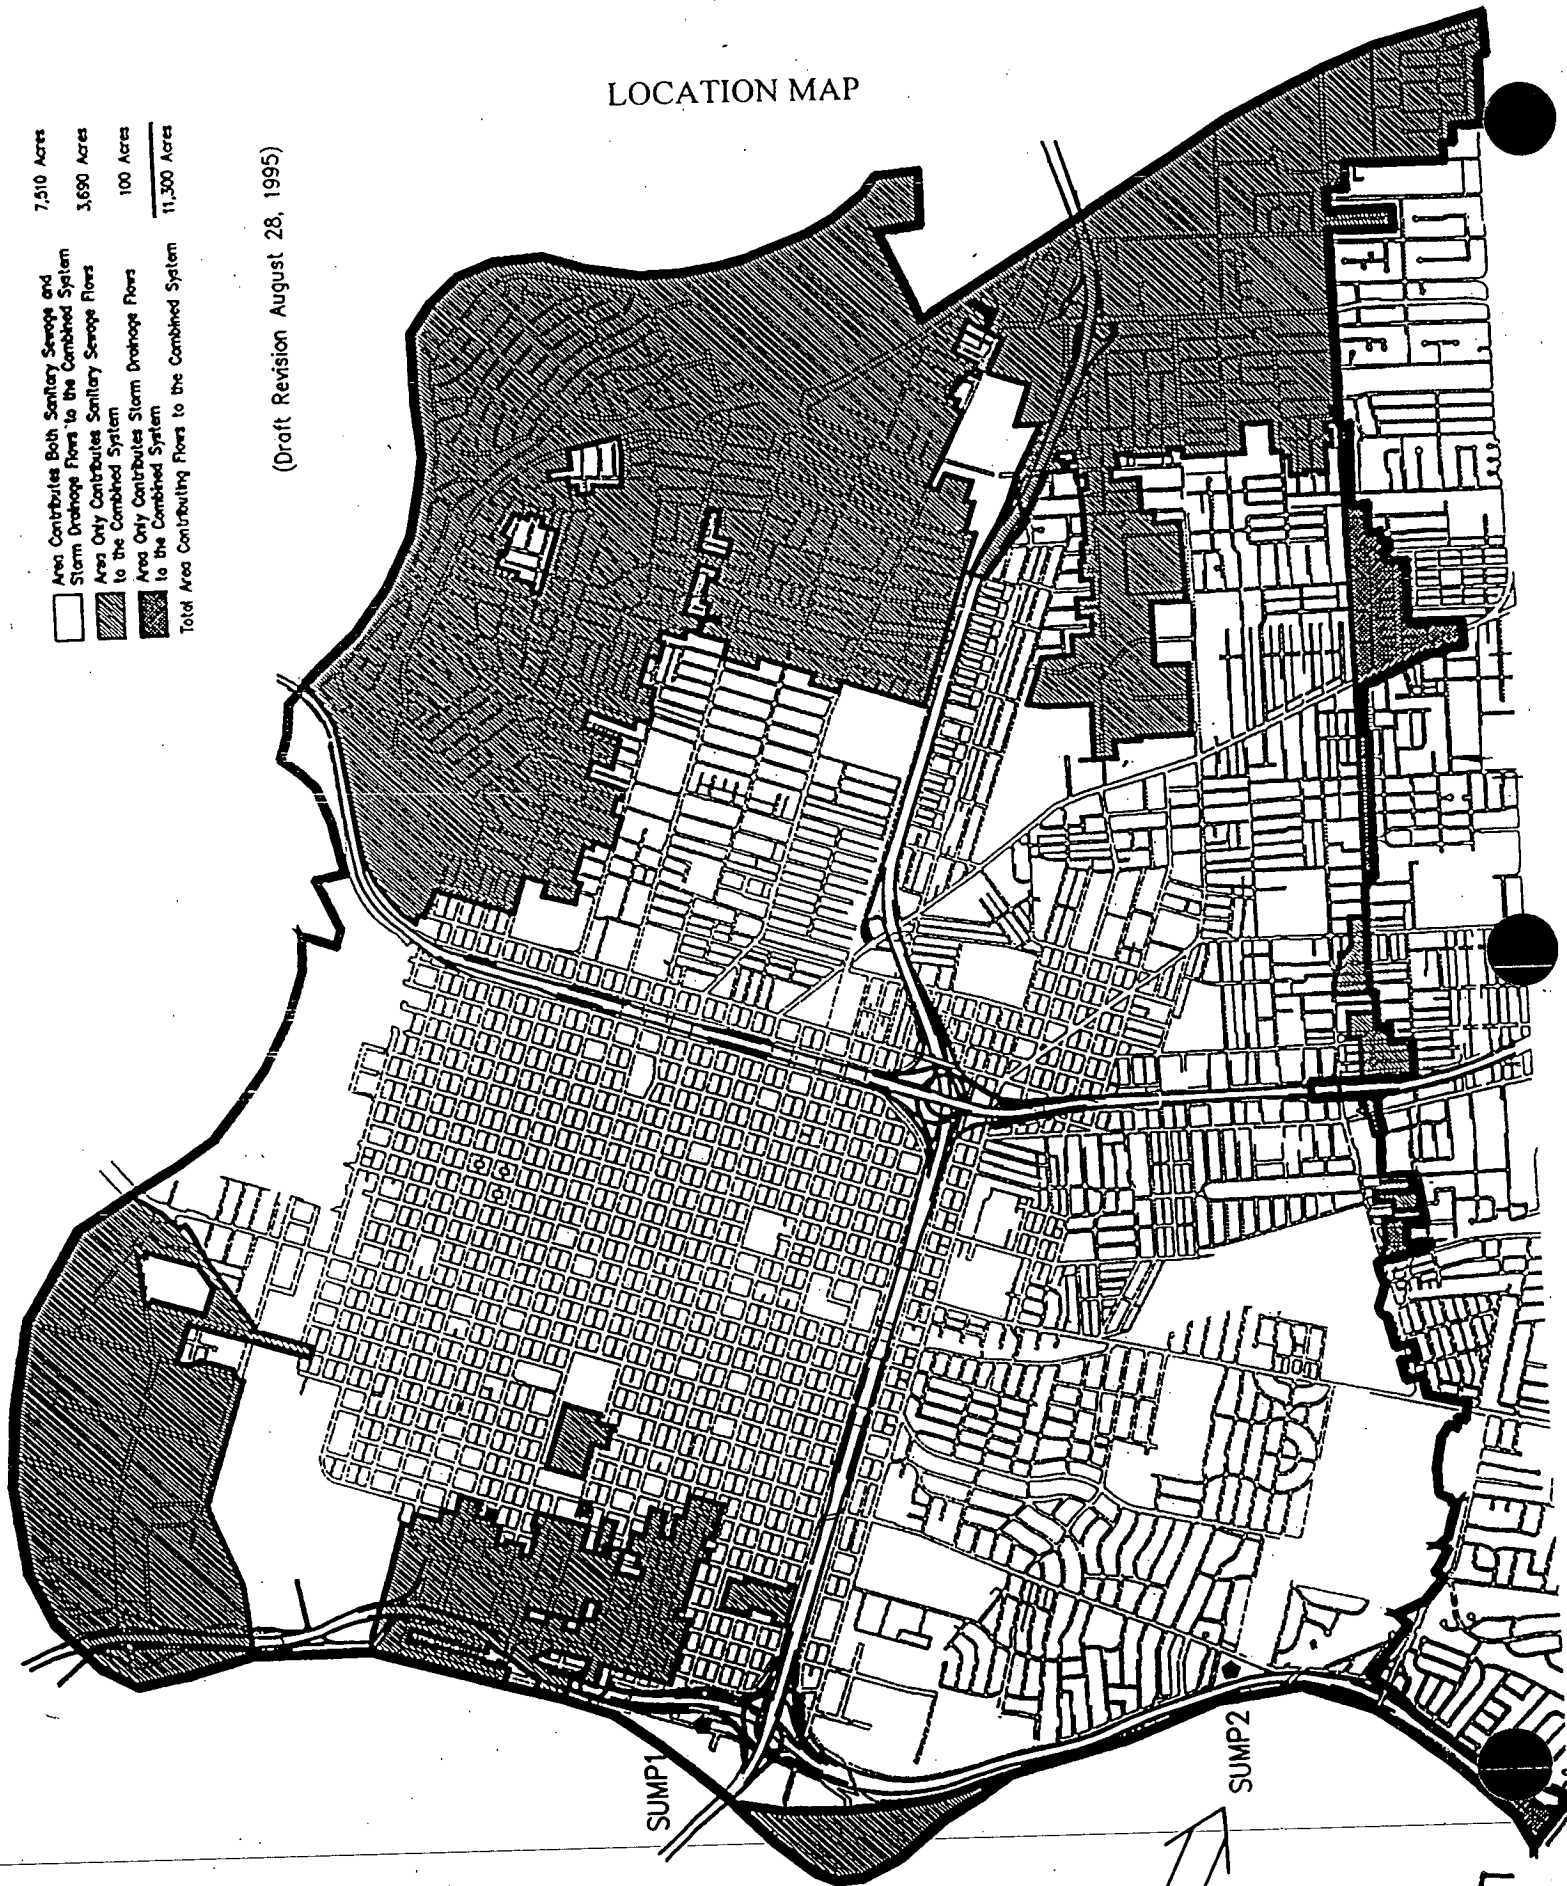 LOCATION MAP
Area Contributes Both Sanitary Sewage and
Storm Drainage Flows to the Combined System 7,510 Acres
Area Only Contributes Sanitary Sewage Flows
to the Combined System 3,690 Acres
Area Only Contributes Storm Drainage Flows
to the Combined System 100 Acres
Total Area Contributing Flows to the Combined System 11,300 Acres
(Draft Revision August 28, 1995)
SUMP1
SUMP2